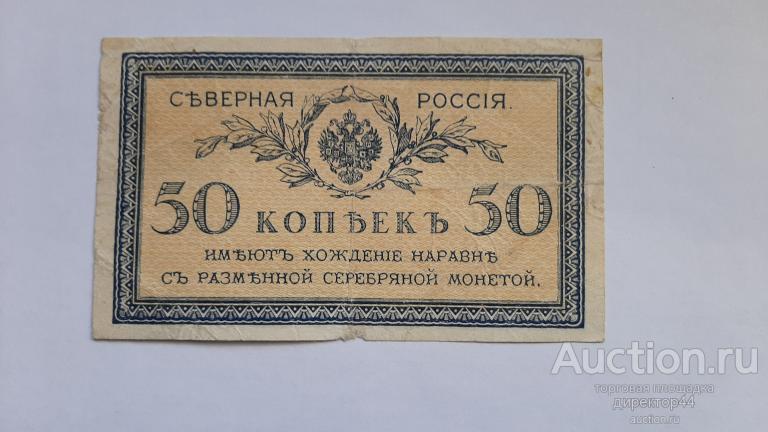 СѢВЕРНАЯ РОССІЯ.
50 КОПѢЕКЪ 50
ИМѢЮТЪ ХОЖДЕНІЕ НАРАВНѢ
СЪ РАЗМѢННОЙ СЕРЕБРЯНОЙ МОНЕТОЙ.
Auction.ru
торговая площадка
директор44
auction.ru